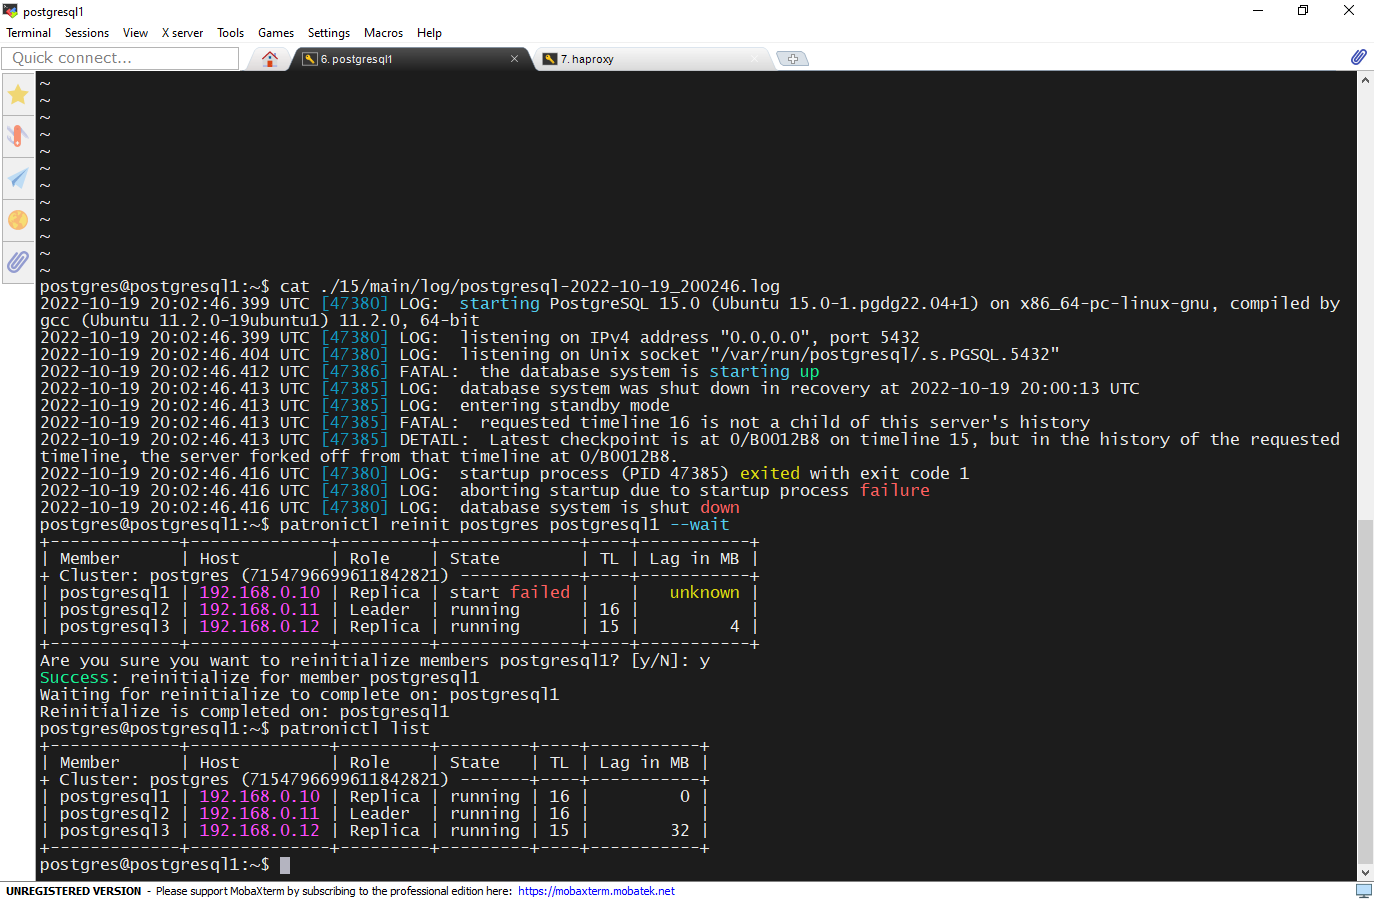 postgresql1
Terminal Sessions View X server Tools Games Settings Macros Help
Quick connect... 6. postgresql1 7. haproxy
~
~
~
~
~
~
~
~
~
~
~
~
postgres@postgresql1:~$ cat ./15/main/log/postgresql-2022-10-19_200246.log
2022-10-19 20:02:46.399 UTC [47380] LOG:  starting PostgreSQL 15.0 (Ubuntu 15.0-1.pgdg22.04+1) on x86_64-pc-linux-gnu, compiled by
gcc (Ubuntu 11.2.0-19ubuntu1) 11.2.0, 64-bit
2022-10-19 20:02:46.399 UTC [47380] LOG:  listening on IPv4 address "0.0.0.0", port 5432
2022-10-19 20:02:46.404 UTC [47380] LOG:  listening on Unix socket "/var/run/postgresql/.s.PGSQL.5432"
2022-10-19 20:02:46.412 UTC [47386] FATAL:  the database system is starting up
2022-10-19 20:02:46.413 UTC [47385] LOG:  database system was shut down in recovery at 2022-10-19 20:00:13 UTC
2022-10-19 20:02:46.413 UTC [47385] LOG:  entering standby mode
2022-10-19 20:02:46.413 UTC [47385] FATAL:  requested timeline 16 is not a child of this server's history
2022-10-19 20:02:46.413 UTC [47385] DETAIL:  Latest checkpoint is at 0/B0012B8 on timeline 15, but in the history of the requested
timeline, the server forked off from that timeline at 0/B0012B8.
2022-10-19 20:02:46.416 UTC [47380] LOG:  startup process (PID 47385) exited with exit code 1
2022-10-19 20:02:46.416 UTC [47380] LOG:  aborting startup due to startup process failure
2022-10-19 20:02:46.416 UTC [47380] LOG:  database system is shut down
postgres@postgresql1:~$ patronictl reinit postgres postgresql1 --wait
+-------------+--------------+---------+--------------+----+-----------+
| Member      | Host         | Role    | State        | TL | Lag in MB |
+ Cluster: postgres (7154796699611842821) ------------+----+-----------+
| postgresql1 | 192.168.0.10 | Replica | start failed |    |   unknown |
| postgresql2 | 192.168.0.11 | Leader  | running      | 16 |           |
| postgresql3 | 192.168.0.12 | Replica | running      | 15 |         4 |
+-------------+--------------+---------+--------------+----+-----------+
Are you sure you want to reinitialize members postgresql1? [y/N]: y
Success: reinitialize for member postgresql1
Waiting for reinitialize to complete on: postgresql1
Reinitialize is completed on: postgresql1
postgres@postgresql1:~$ patronictl list
+-------------+--------------+---------+---------+----+-----------+
| Member      | Host         | Role    | State   | TL | Lag in MB |
+ Cluster: postgres (7154796699611842821) -------+----+-----------+
| postgresql1 | 192.168.0.10 | Replica | running | 16 |         0 |
| postgresql2 | 192.168.0.11 | Leader  | running | 16 |           |
| postgresql3 | 192.168.0.12 | Replica | running | 15 |        32 |
+-------------+--------------+---------+---------+----+-----------+
postgres@postgresql1:~$
UNREGISTERED VERSION - Please support MobaXterm by subscribing to the professional edition here: https://mobaxterm.mobatek.net